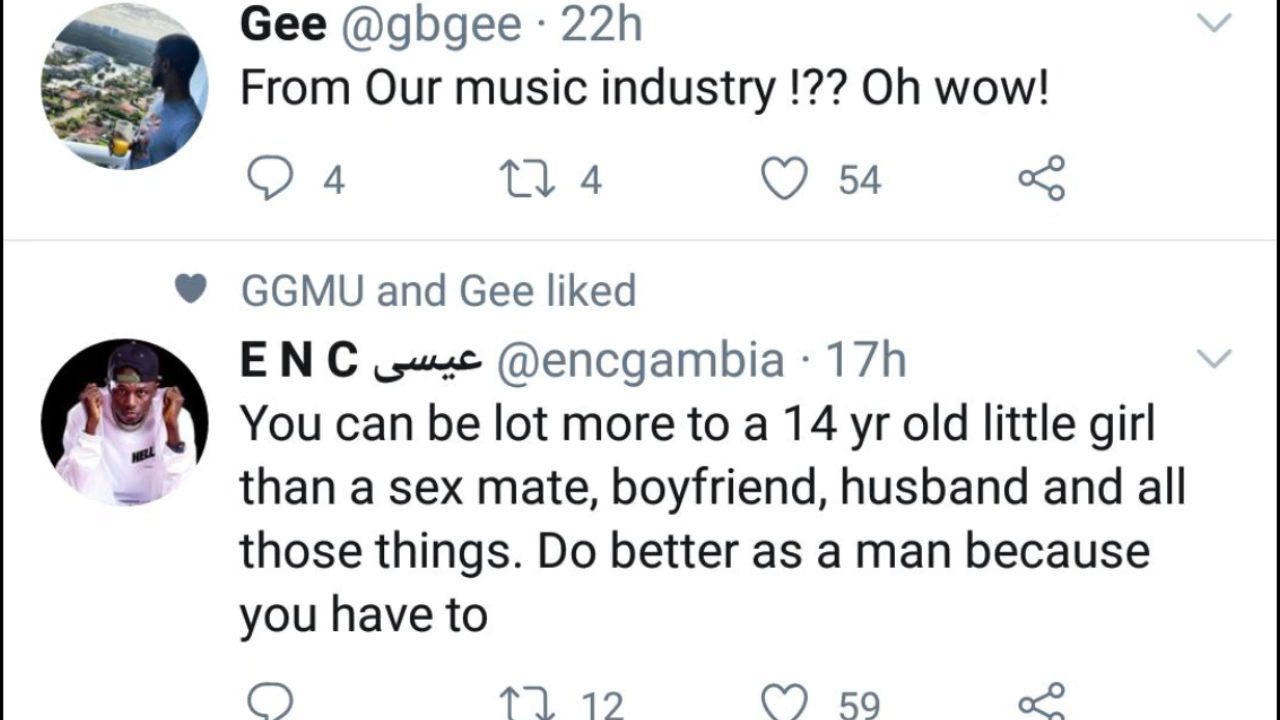 Gee @gbgee · 22h
From Our music industry !?? Oh wow!
4 4 54
GGMU and Gee liked
E N C عيسى @encgambia · 17h
You can be lot more to a 14 yr old little girl
than a sex mate, boyfriend, husband and all
those things. Do better as a man because
you have to
12 59
HELL